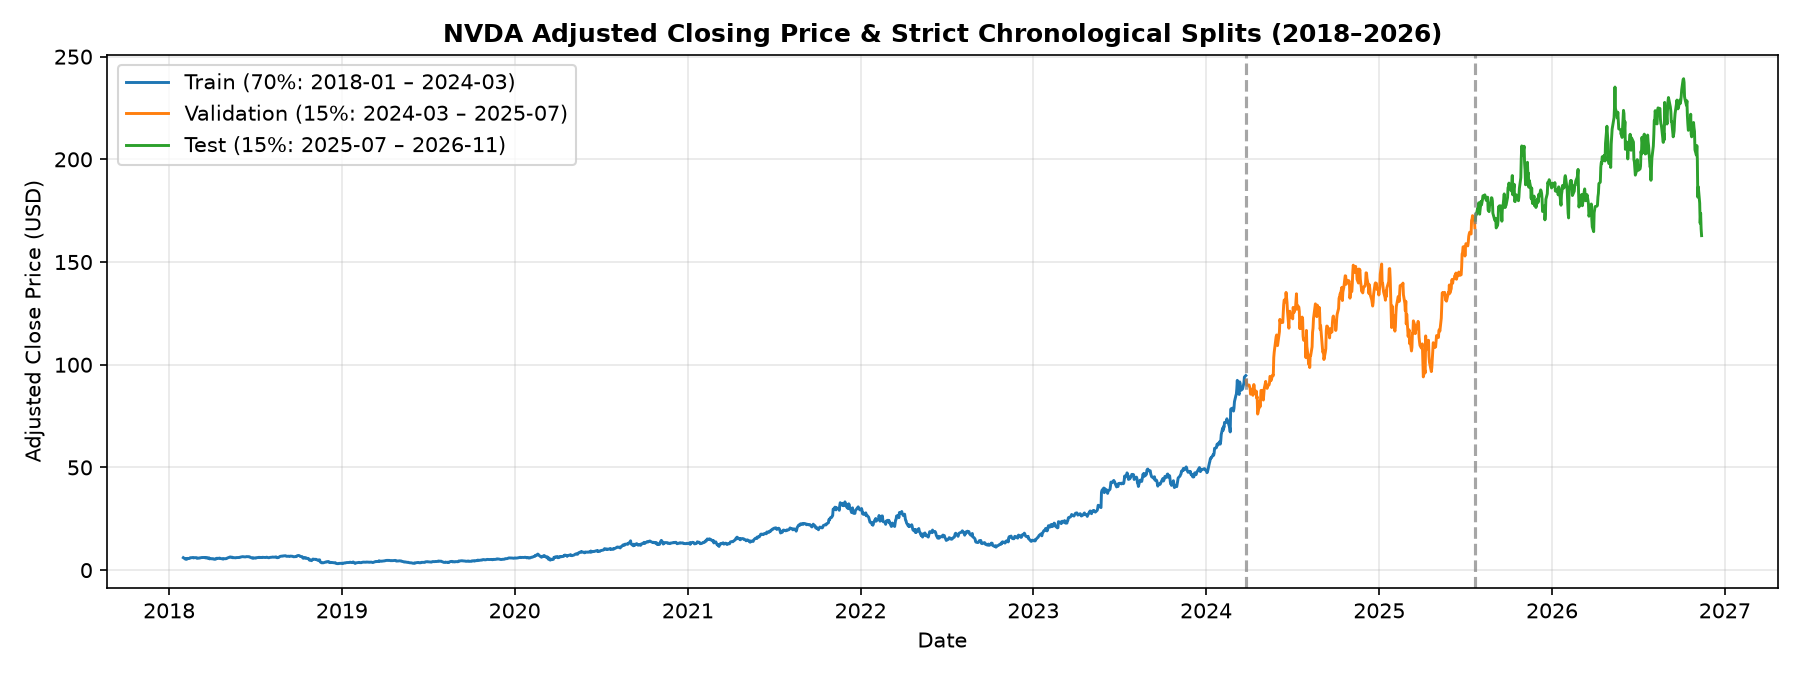 NVDA Adjusted Closing Price & Strict Chronological Splits (2018–2026)
Train (70%: 2018-01 – 2024-03)
Validation (15%: 2024-03 – 2025-07)
Test (15%: 2025-07 – 2026-11)
Adjusted Close Price (USD)
250
200
150
100
50
0
2018 2019 2020 2021 2022 2023 2024 2025 2026 2027
Date